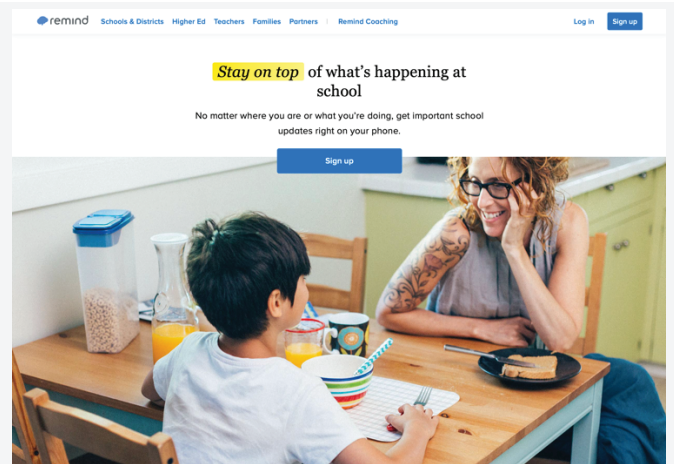 remind Schools & Districts Higher Ed Teachers Families Partners | Remind Coaching Log in Sign up
Stay on top of what's happening at
school
No matter where you are or what you're doing, get important school
updates right on your phone.
Sign up